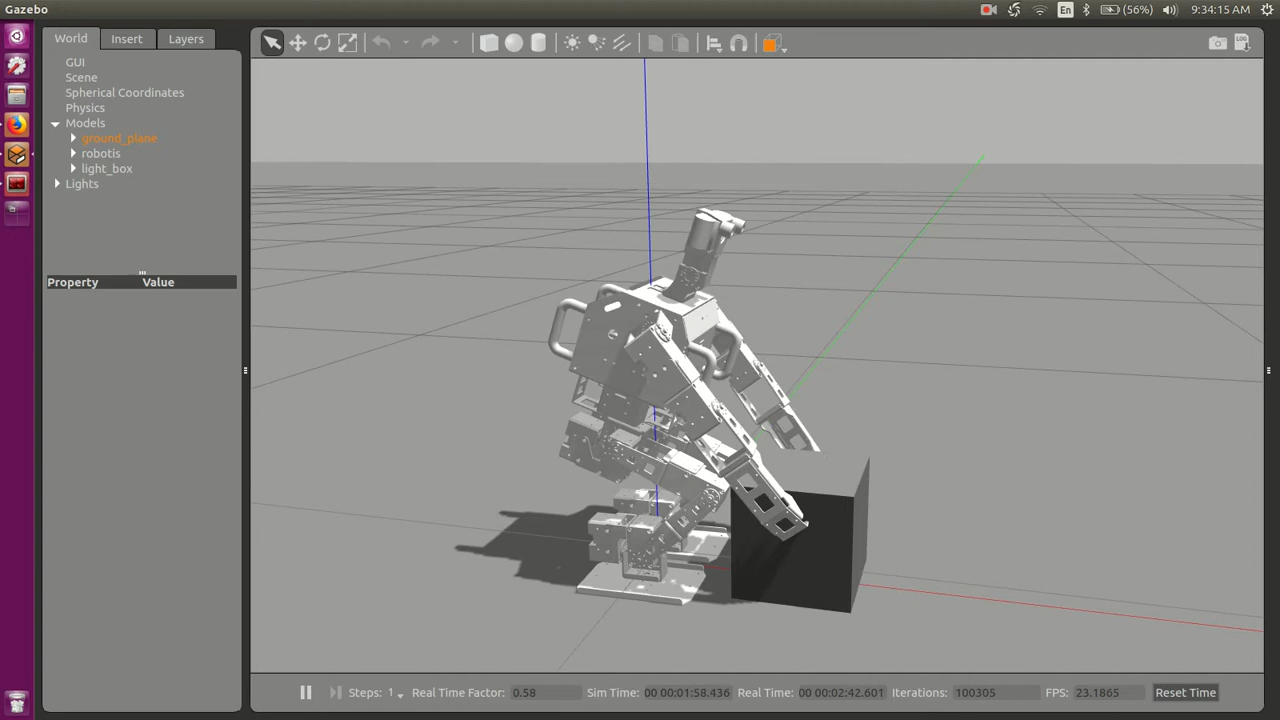 Gazebo
En
(56%)
9:34:15 AM
World
Insert
Layers
LOG
GUI
Scene
Spherical Coordinates
Physics
Models
ground_plane
robotis
light_box
Lights
Property
Value
Steps: 1
Real Time Factor: 0.58
Sim Time: 00 00:01:58.436
Real Time: 00 00:02:42.601
Iterations: 100305
FPS: 23.1865
Reset Time